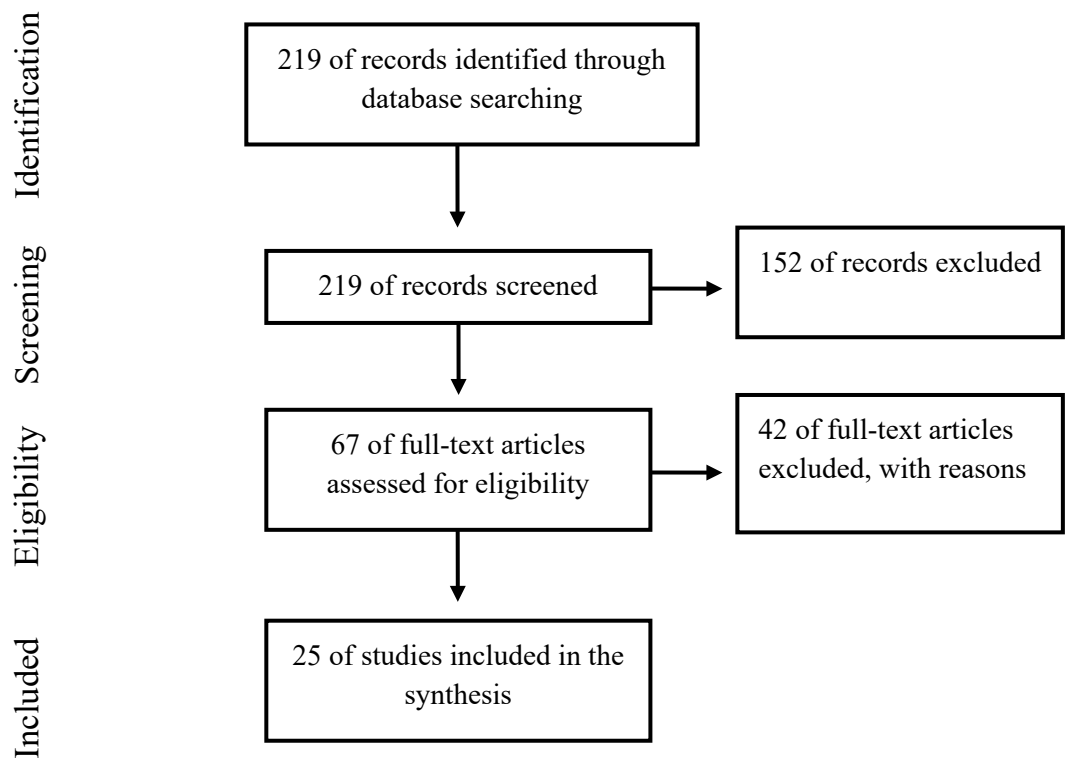 Identification
219 of records identified through
database searching
Screening
219 of records screened
152 of records excluded
Eligibility
67 of full-text articles
assessed for eligibility
42 of full-text articles
excluded, with reasons
Included
25 of studies included in the
synthesis